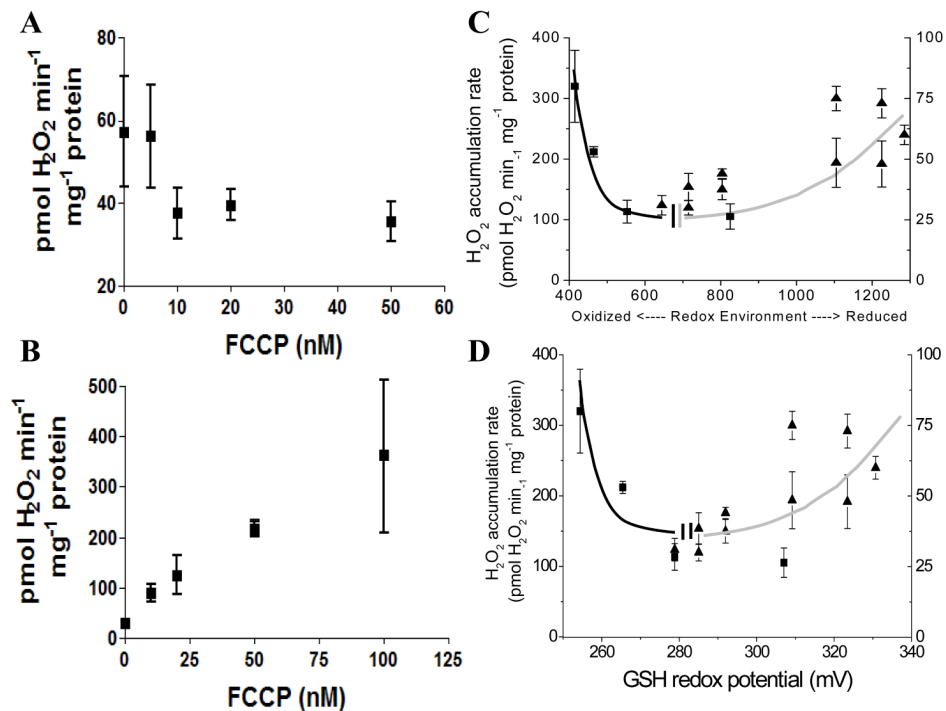 A
pmol H₂O₂ min⁻¹
mg⁻¹ protein
80
60
40
20
0 10 20 30 40 50 60
FCCP (nM)
B
pmol H₂O₂ min⁻¹
mg⁻¹ protein
500
400
300
200
100
0
0 25 50 75 100 125
FCCP (nM)
C
H₂O₂ accumulation rate
(pmol H₂O₂ min₋₁ mg₋₁ protein)
400
300
200
100
0
100
75
50
25
0
400 600 800 1000 1200
Oxidized <---- Redox Environment ----> Reduced
D
H₂O₂ accumulation rate
(pmol H₂O₂ min₋₁ mg₋₁ protein)
400
300
200
100
0
100
75
50
25
0
260 280 300 320 340
GSH redox potential (mV)